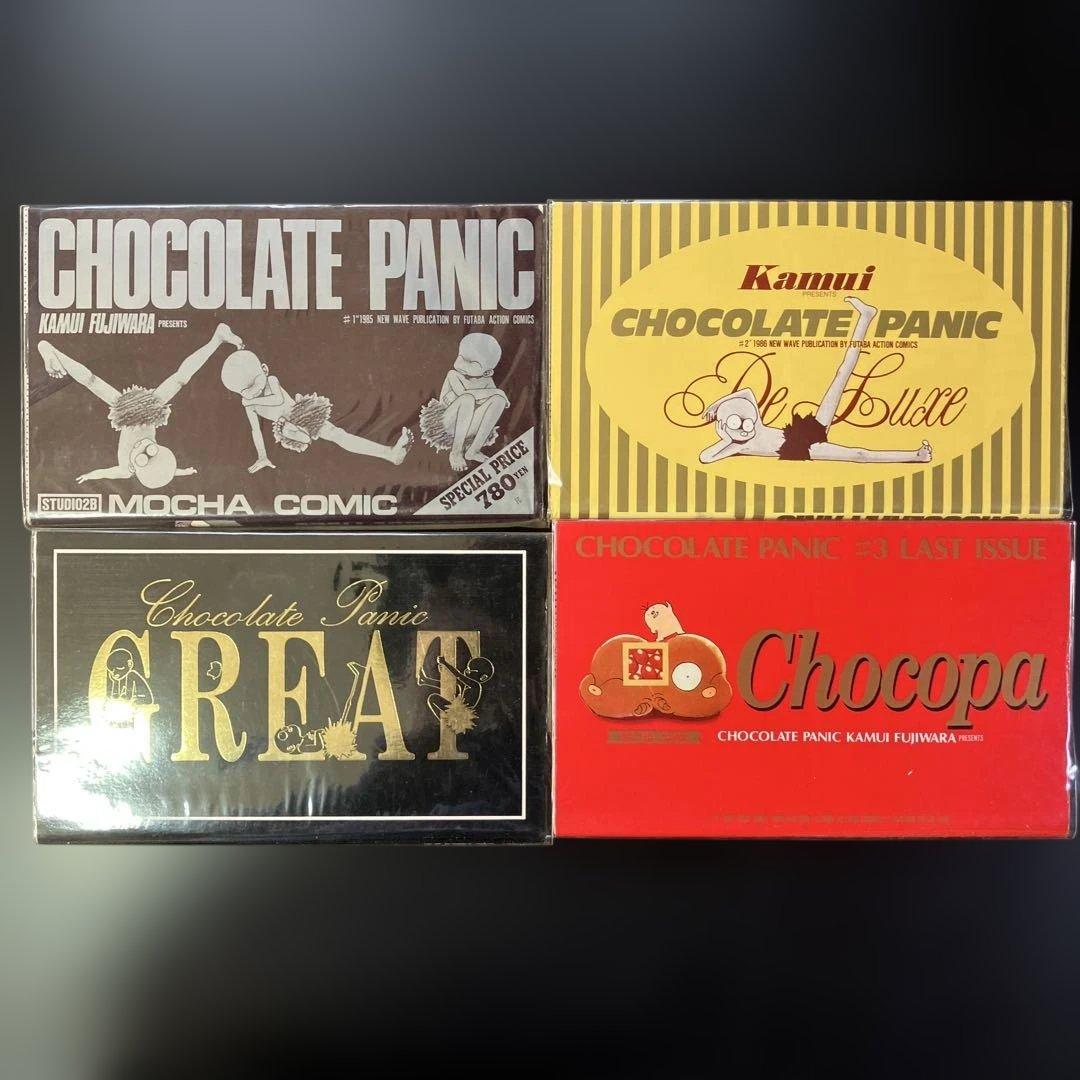 CHOCOLATE PANIC
KAMUI FUJIWARA PRESENTS
#1" 1985 NEW WAVE PUBLICATION BY FUTABA ACTION COMICS
SPECIAL PRICE
780YEN
STUDIO2B MOCHA COMIC
Kamui
PRESENTS
CHOCOLATE PANIC
#2" 1986 NEW WAVE PUBLICATION BY FUTABA ACTION COMICS
De Luxe
Chocolate Panic
GREAT
CHOCOLATE PANIC #3 LAST ISSUE
Chocopa
CHOCOLATE PANIC KAMUI FUJIWARA PRESENTS